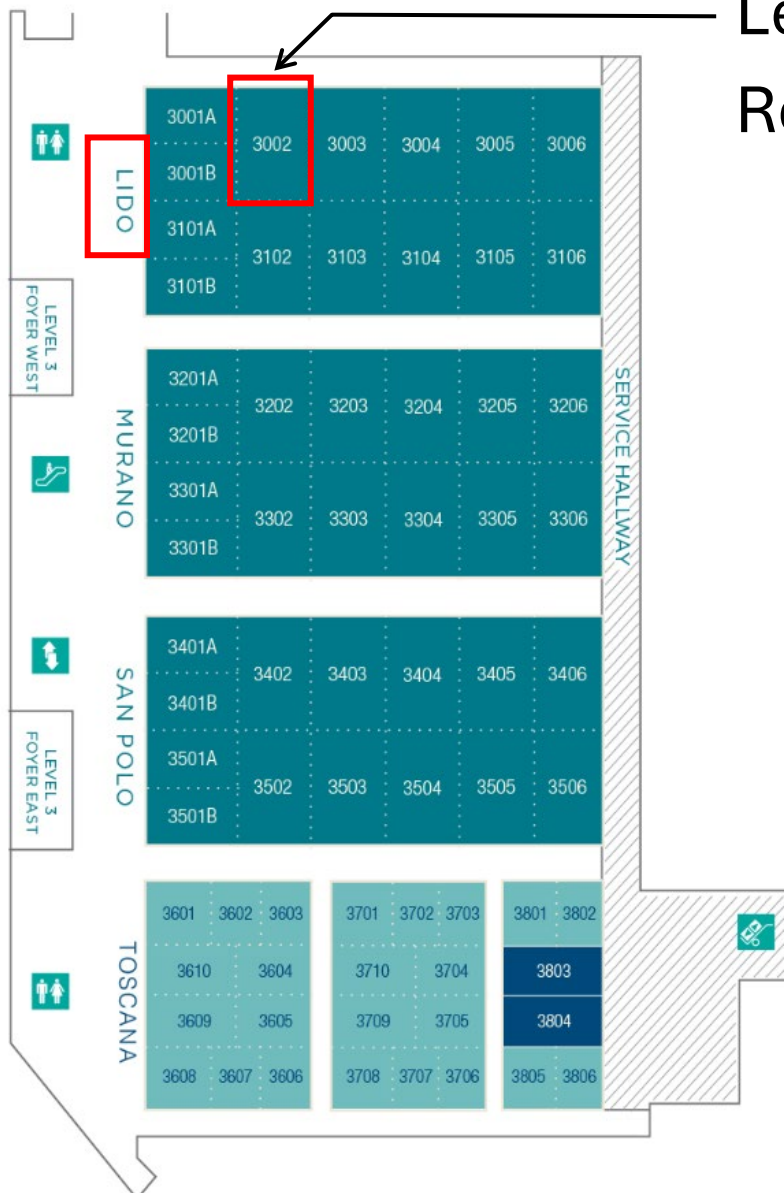 Le
Re
3001A
3002 3003 3004 3005 3006
3001B
LIDO
3101A
3102 3103 3104 3105 3106
3101B
LEVEL 3
FOYER WEST
3201A
3202 3203 3204 3205 3206
3201B
MURANO
SERVICE HALLWAY
3301A
3302 3303 3304 3305 3306
3301B
3401A
3402 3403 3404 3405 3406
3401B
SAN POLO
3501A
3502 3503 3504 3505 3506
3501B
LEVEL 3
FOYER EAST
TOSCANA
3601 3602 3603 3701 3702 3703 3801 3802
3610 3604 3710 3704 3803
3609 3605 3709 3705 3804
3608 3607 3606 3708 3707 3706 3805 3806